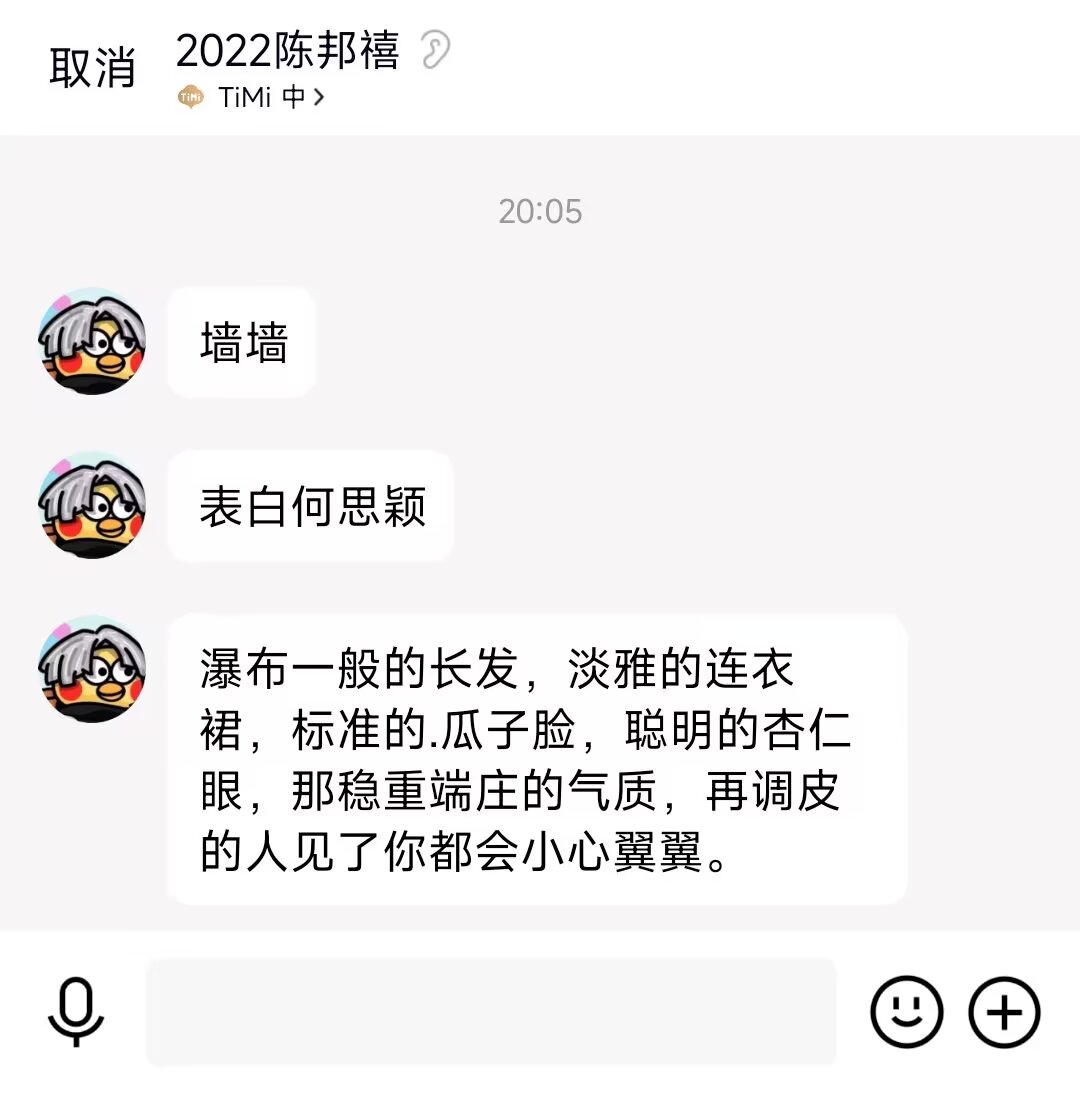 取消
2022陈邦禧
TiMi
TiMi 中
20:05
墙墙
表白何思颖
瀑布一般的长发，淡雅的连衣
裙，标准的.瓜子脸，聪明的杏仁
眼，那稳重端庄的气质，再调皮
的人见了你都会小心翼翼。